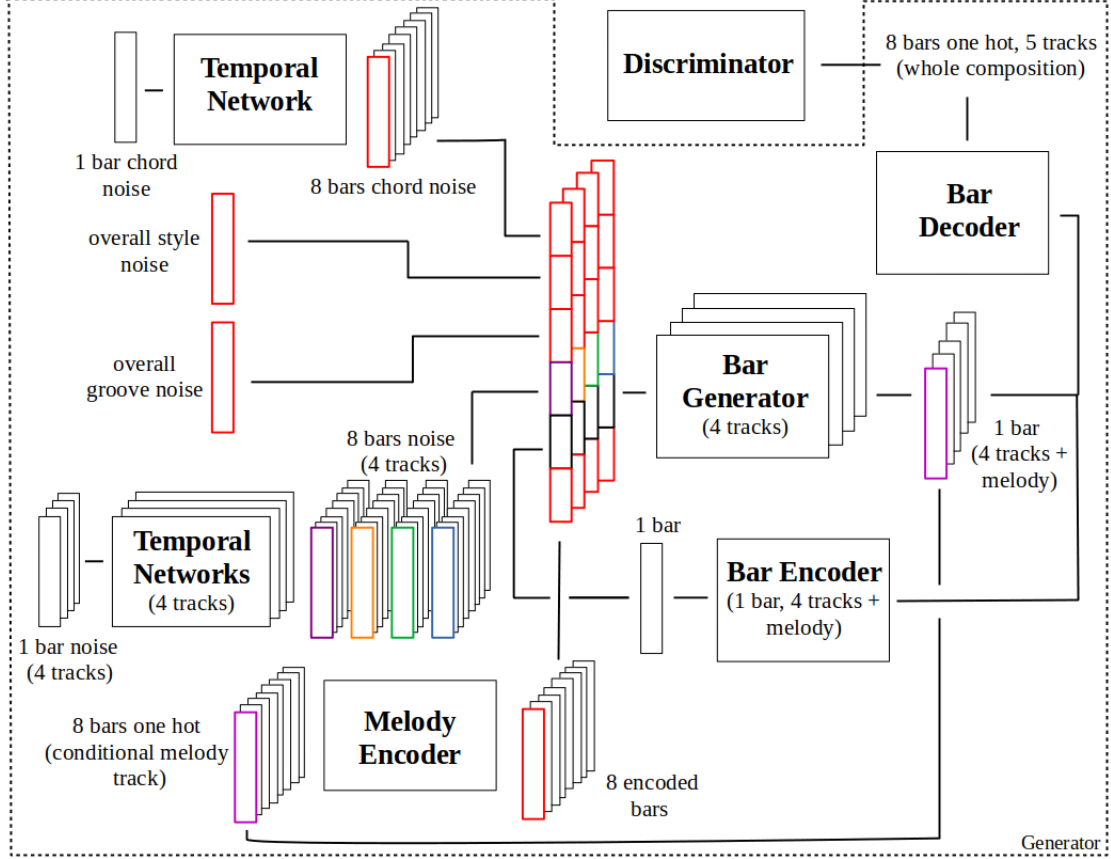 Temporal
Network
1 bar chord
noise
8 bars chord noise
Discriminator
8 bars one hot, 5 tracks
(whole composition)
Bar
Decoder
overall style
noise
overall
groove noise
Bar
Generator
(4 tracks)
1 bar
(4 tracks +
melody)
8 bars noise
(4 tracks)
Temporal
Networks
(4 tracks)
1 bar noise
(4 tracks)
1 bar
Bar Encoder
(1 bar, 4 tracks +
melody)
8 bars one hot
(conditional melody
track)
Melody
Encoder
8 encoded
bars
Generator